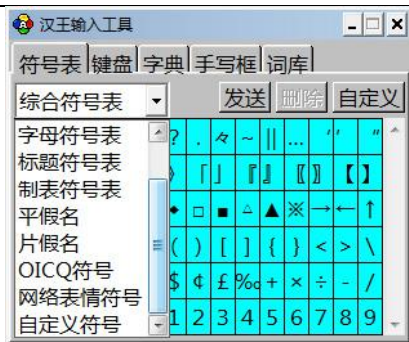 汉王输入工具
符号表 键盘 字典 手写框 词库
综合符号表 发送 删除 自定义
字母符号表
标题符号表
制表符号表
平假名
片假名
OICQ符号
网络表情符号
自定义符号
? . 々 ~ ‖ … ′ ′ ″
「 」 『 』 〖 〗 【 】
◆ □ ■ △ ▲ ※ → ← ↑
( ) [ ] { } < > \
$ ¢ £ ‰ + × ÷ - /
1 2 3 4 5 6 7 8 9